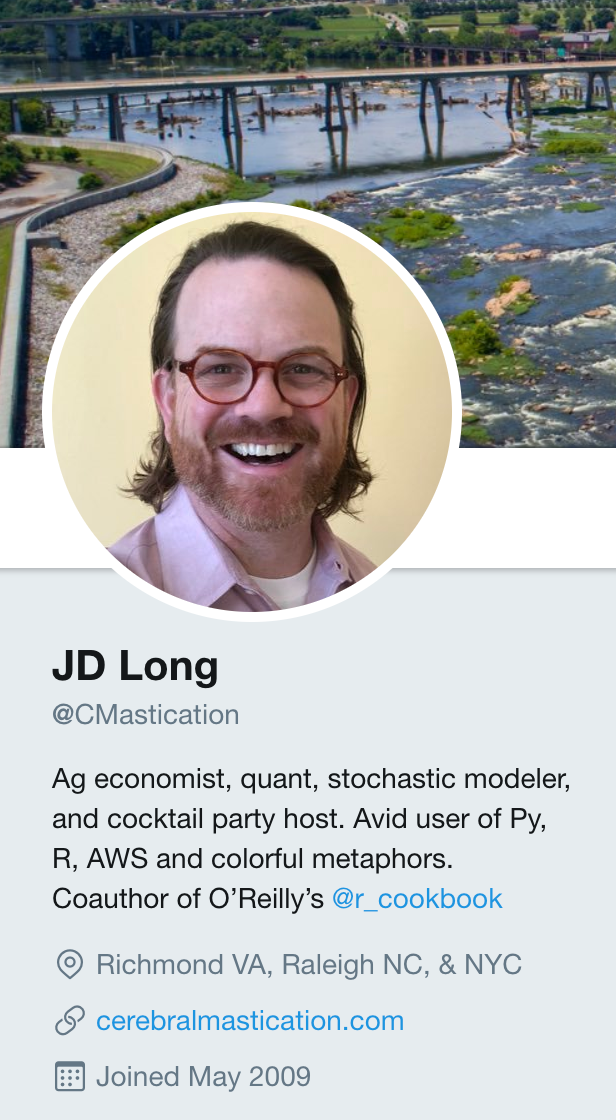 JD Long
@CMastication
Ag economist, quant, stochastic modeler,
and cocktail party host. Avid user of Py,
R, AWS and colorful metaphors.
Coauthor of O’Reilly’s @r_cookbook
Richmond VA, Raleigh NC, & NYC
cerebralmastication.com
Joined May 2009